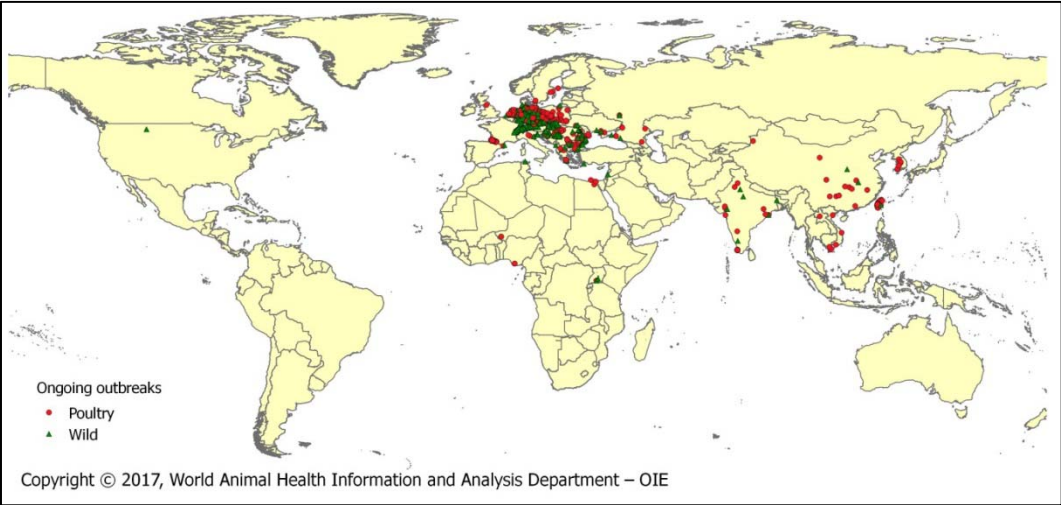 Ongoing outbreaks
Poultry
Wild
Copyright © 2017, World Animal Health Information and Analysis Department – OIE